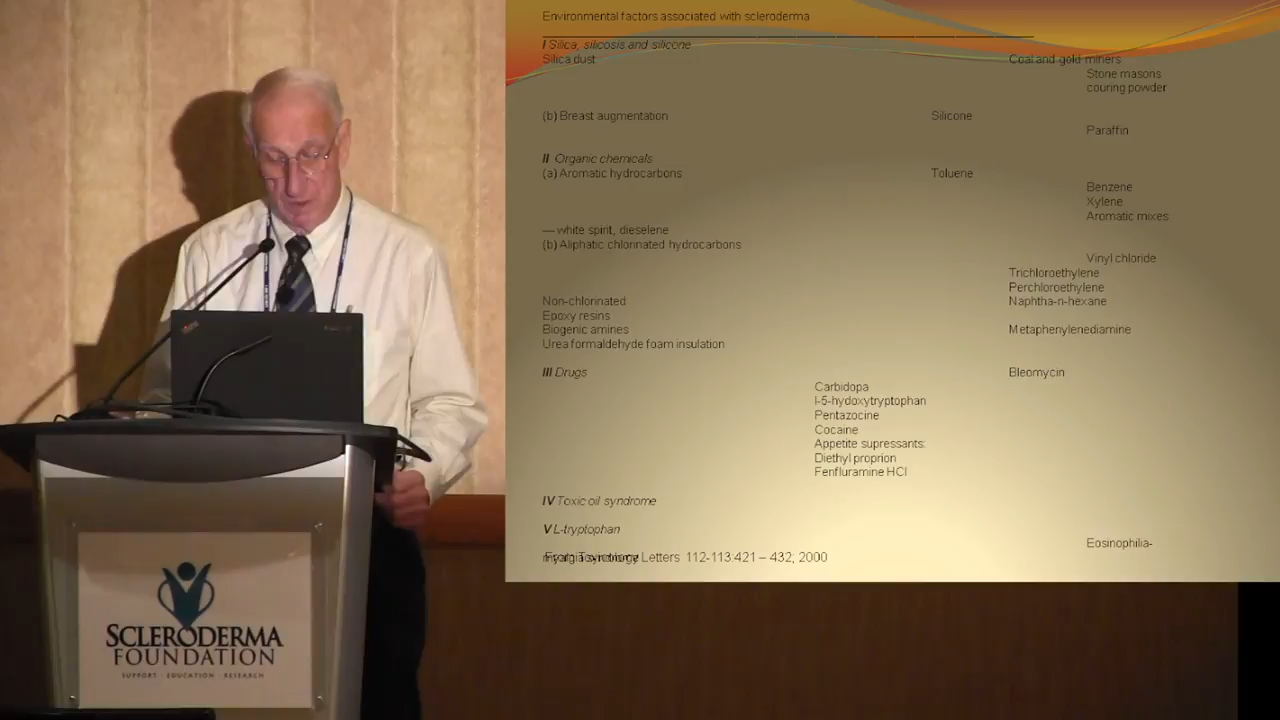 Environmental factors associated with scleroderma
I Silica, silicosis and silicone
Silica dust Coal and gold miners
Stone masons
couring powder
(b) Breast augmentation Silicone
Paraffin
II Organic chemicals
(a) Aromatic hydrocarbons Toluene
Benzene
Xylene
Aromatic mixes
— white spirit, dieselene
(b) Aliphatic chlorinated hydrocarbons
Vinyl chloride
Trichloroethylene
Perchloroethylene
Non-chlorinated Naphtha-n-hexane
Epoxy resins
Biogenic amines Metaphenylenediamine
Urea formaldehyde foam insulation
III Drugs Bleomycin
Carbidopa
l-5-hydoxytryptophan
Pentazocine
Cocaine
Appetite supressants:
Diethyl proprion
Fenfluramine HCl
IV Toxic oil syndrome
V L-tryptophan
Eosinophilia-
From Toxicology Letters 112-113:421 – 432; 2000
SCLERODERMA
FOUNDATION
SUPPORT · EDUCATION · RESEARCH